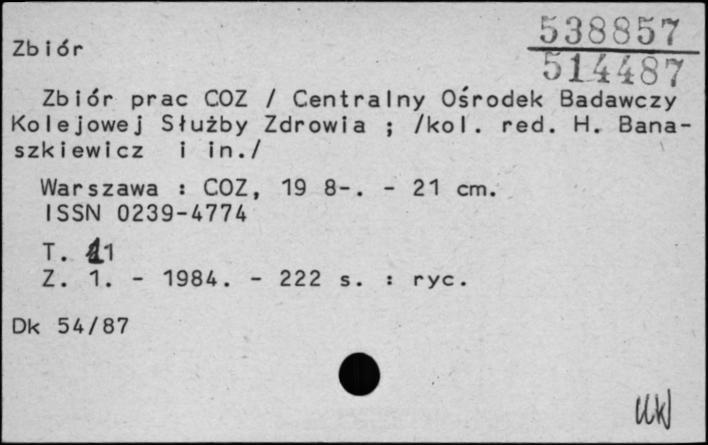 538857
Zbiór
514487
Zbiór prac COZ / Centralny Ośrodek Badawczy
Kolejowej Służby Zdrowia ; /kol. red. H. Bana-
szkiewicz i in./
Warszawa : COZ, 19 8-. - 21 cm.
ISSN 0239-4774
T. 11
Z. 1. - 1984. - 222 s. : ryc.
Dk 54/87